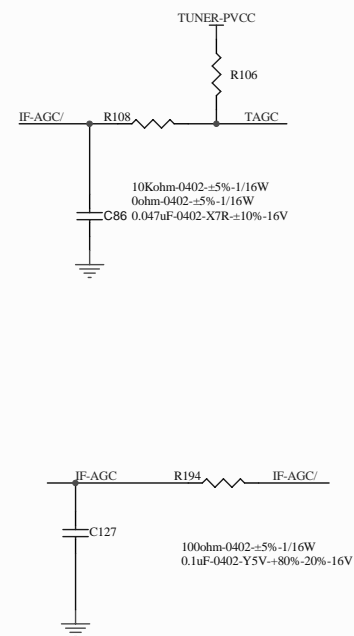 TUNER-PVCC
R106
IF-AGC/ R108 TAGC
10Kohm-0402-±5%-1/16W
0ohm-0402-±5%-1/16W
C86 0.047uF-0402-X7R-±10%-16V
IF-AGC R194 IF-AGC/
C127
100ohm-0402-±5%-1/16W
0.1uF-0402-Y5V-+80%-20%-16V